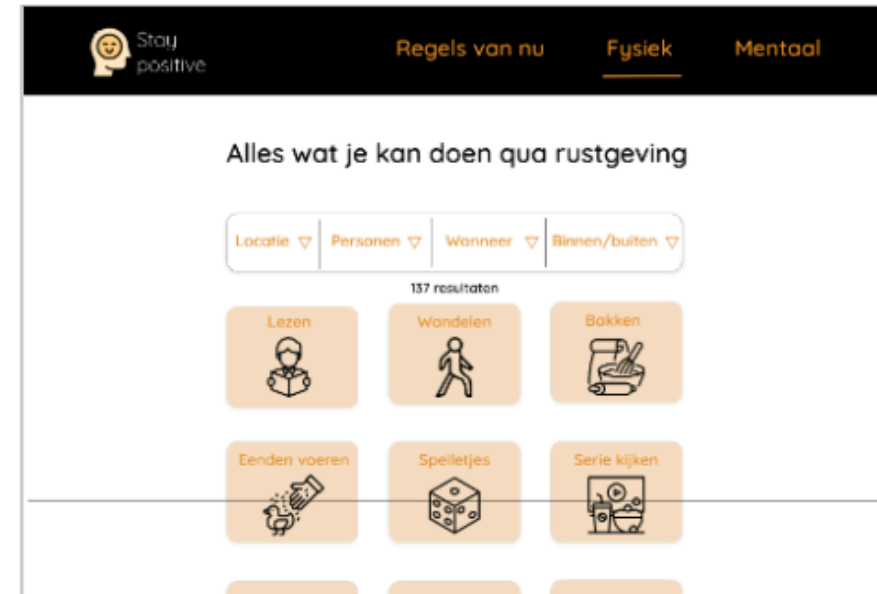 Stay
positive
Regels van nu
Fysiek
Mentaal
Alles wat je kan doen qua rustgeving
Locatie
Personen
Wanneer
Binnen/buiten
137 resultaten
Lezen
Wandelen
Bakken
Eenden voeren
Spelletjes
Serie kijken